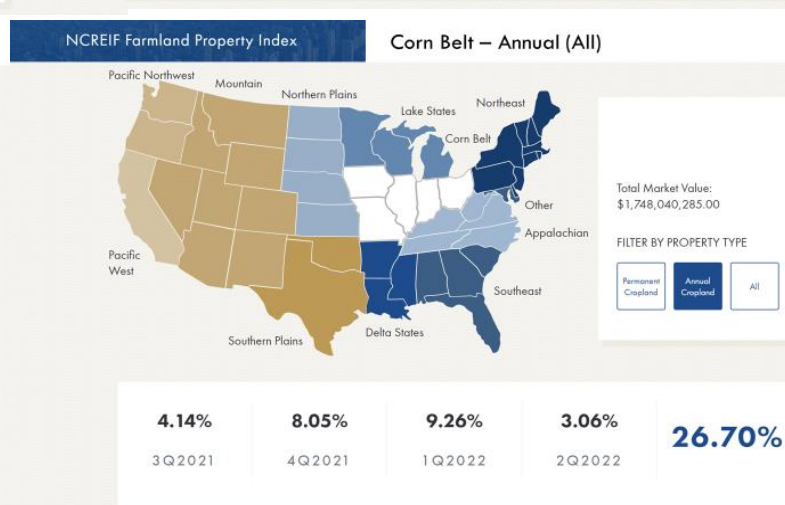 NCREIF Farmland Property Index
Corn Belt – Annual (All)
Pacific Northwest
Mountain
Northern Plains
Lake States
Northeast
Corn Belt
Other
Appalachian
Pacific
West
Southeast
Delta States
Southern Plains
Total Market Value:
$1,748,040,285.00
FILTER BY PROPERTY TYPE
Permanent
Cropland
Annual
Cropland
All
4.14%
8.05%
9.26%
3.06%
26.70%
3Q2021
4Q2021
1Q2022
2Q2022